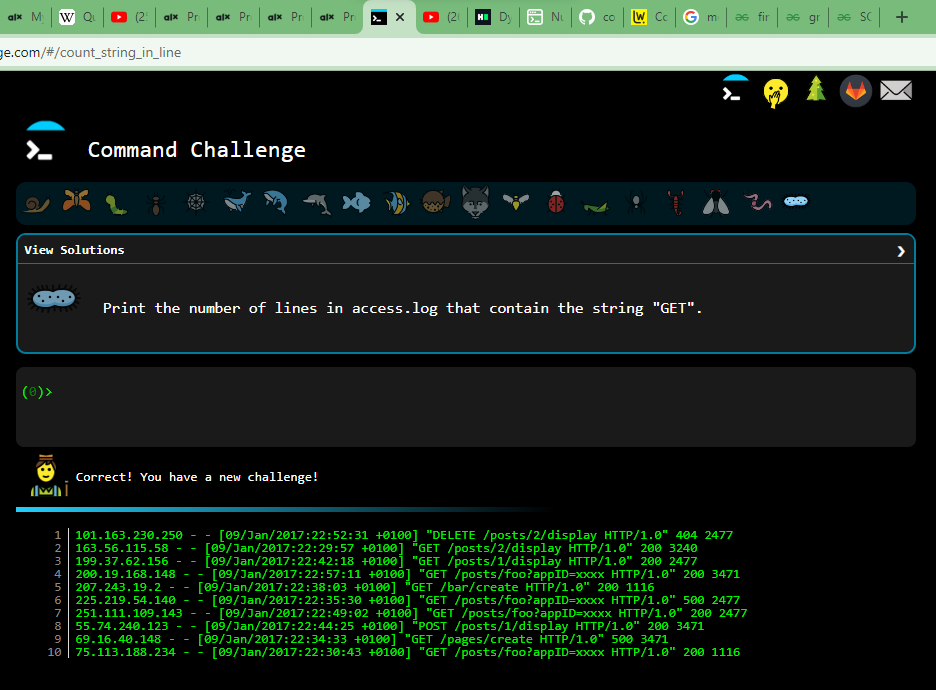 alx M
W Qu
(2
alx Pr
alx Pr
alx Pr
alx Pr
(2
H Dy
Nu
co
Cc
G m
fir
gr
SC
ge.com/#/count_string_in_line
Command Challenge
View Solutions
Print the number of lines in access.log that contain the string "GET".
(0)>
Correct! You have a new challenge!
1 101.163.230.250 - - [09/Jan/2017:22:52:31 +0100] "DELETE /posts/2/display HTTP/1.0" 404 2477
2 163.56.115.58 - - [09/Jan/2017:22:29:57 +0100] "GET /posts/2/display HTTP/1.0" 200 3240
3 199.37.62.156 - - [09/Jan/2017:22:42:18 +0100] "GET /posts/1/display HTTP/1.0" 200 2477
4 200.19.168.148 - - [09/Jan/2017:22:57:11 +0100] "GET /posts/foo?appID=xxxx HTTP/1.0" 200 3471
5 207.243.19.2 - - [09/Jan/2017:22:38:03 +0100] "GET /bar/create HTTP/1.0" 200 1116
6 225.219.54.140 - - [09/Jan/2017:22:35:30 +0100] "GET /posts/foo?appID=xxxx HTTP/1.0" 500 2477
7 251.111.109.143 - - [09/Jan/2017:22:49:02 +0100] "GET /posts/foo?appID=xxxx HTTP/1.0" 200 2477
8 55.74.240.123 - - [09/Jan/2017:22:44:25 +0100] "POST /posts/1/display HTTP/1.0" 200 3471
9 69.16.40.148 - - [09/Jan/2017:22:34:33 +0100] "GET /pages/create HTTP/1.0" 500 3471
10 75.113.188.234 - - [09/Jan/2017:22:30:43 +0100] "GET /posts/foo?appID=xxxx HTTP/1.0" 200 1116